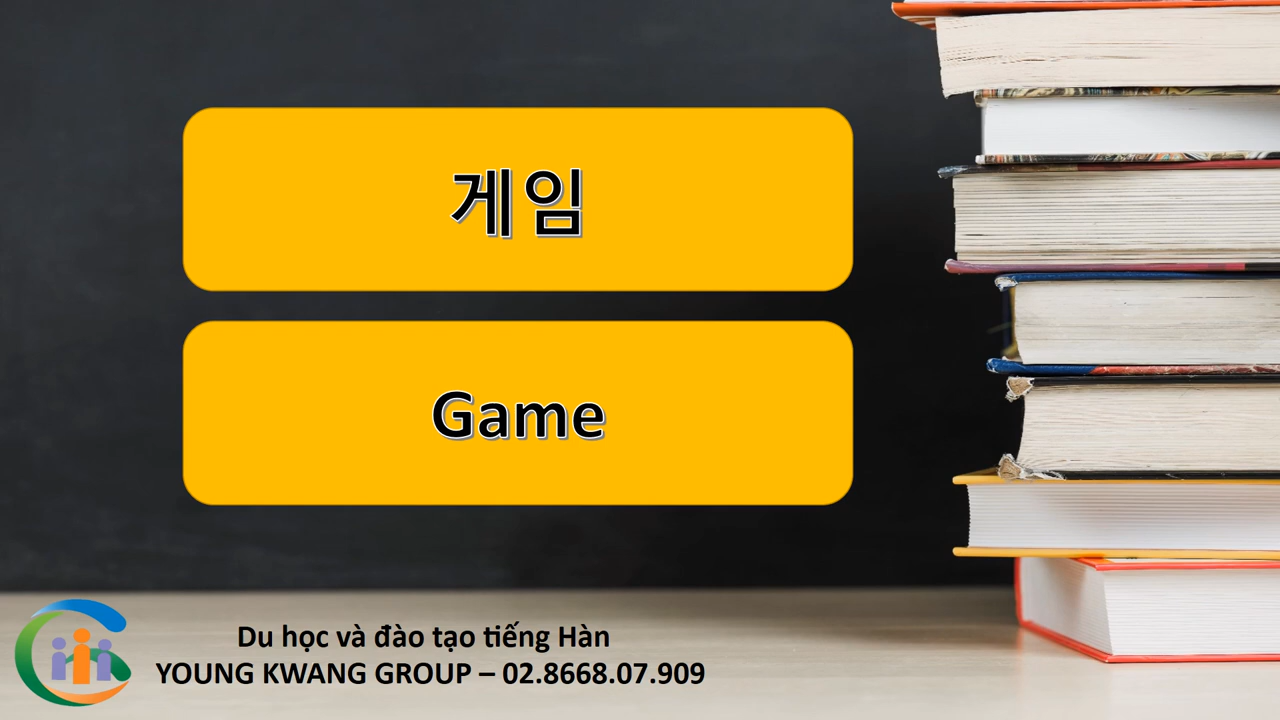 게임
Game
Du học và đào tạo tiếng Hàn
YOUNG KWANG GROUP – 02.8668.07.909